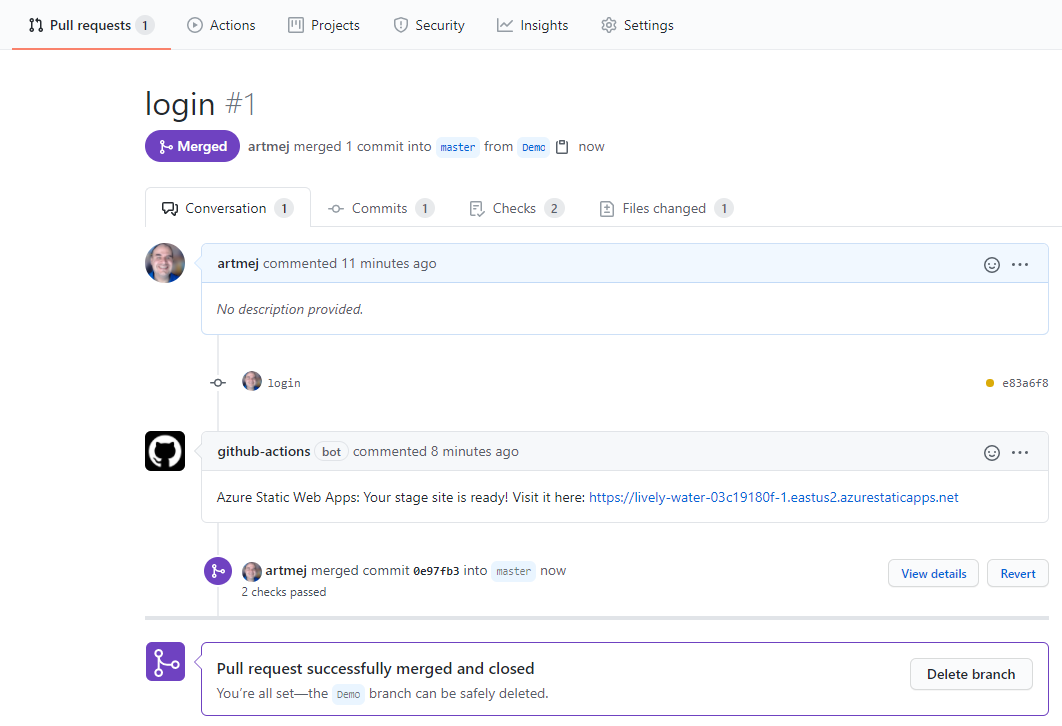 Pull requests 1 Actions Projects Security Insights Settings
login #1
Merged artmej merged 1 commit into master from Demo now
Conversation 1 Commits 1 Checks 2 Files changed 1
artmej commented 11 minutes ago
No description provided.
login e83a6f8
github-actions bot commented 8 minutes ago
Azure Static Web Apps: Your stage site is ready! Visit it here: https://lively-water-03c19180f-1.eastus2.azurestaticapps.net
artmej merged commit 0e97fb3 into master now View details Revert
2 checks passed
Pull request successfully merged and closed
You’re all set—the Demo branch can be safely deleted. Delete branch